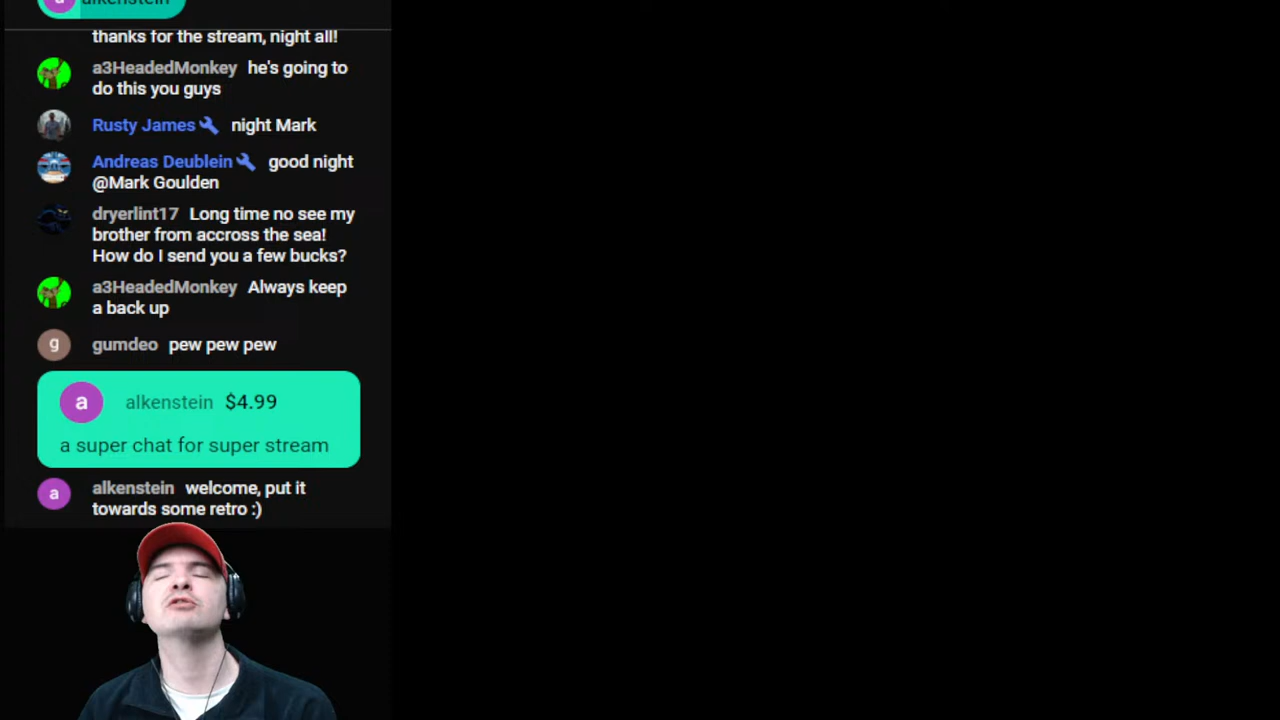 alkenstein
thanks for the stream, night all!
a3HeadedMonkey he's going to
do this you guys
Rusty James night Mark
Andreas Deublein good night
@Mark Goulden
dryerlint17 Long time no see my
brother from accross the sea!
How do I send you a few bucks?
a3HeadedMonkey Always keep
a back up
g
gumdeo pew pew pew
a
alkenstein $4.99
a super chat for super stream
a
alkenstein welcome, put it
towards some retro :)